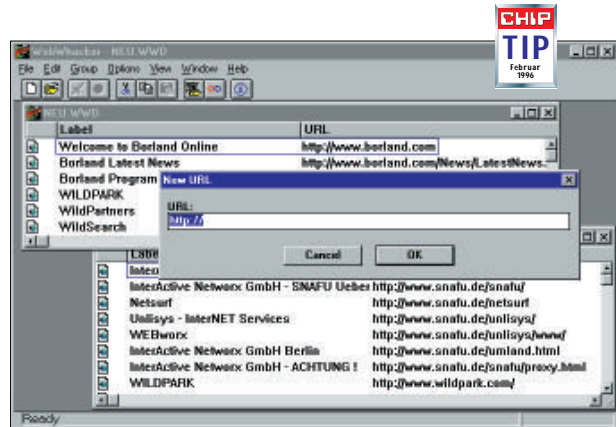 CHIP
TIP
Februar
1996
WebWhacker - NEU.WWD
File Edit Group Options View Window Help
NEU.WWD
Label URL
Welcome to Borland Online http://www.borland.com
Borland Latest News http://www.borland.com/News/LatestNews.
Borland Program
WILDPARK
WildPartners
WildSearch
New URL
URL:
http://
Cancel OK
InterActive Networx GmbH - SNAFU Ueber http://www.snafu.de/snafu/
Netsurf http://www.snafu.de/netsurf
Unlisys - InterNET Services http://www.snafu.de/unlisys/
WEBworx http://www.snafu.de/unlisys/www/
InterActive Networx GmbH Berlin http://www.snafu.de/umland.html
InterActive Networx GmbH - ACHTUNG ! http://www.snafu.de/snafu/proxy.html
WILDPARK http://www.wildpark.com/
Ready